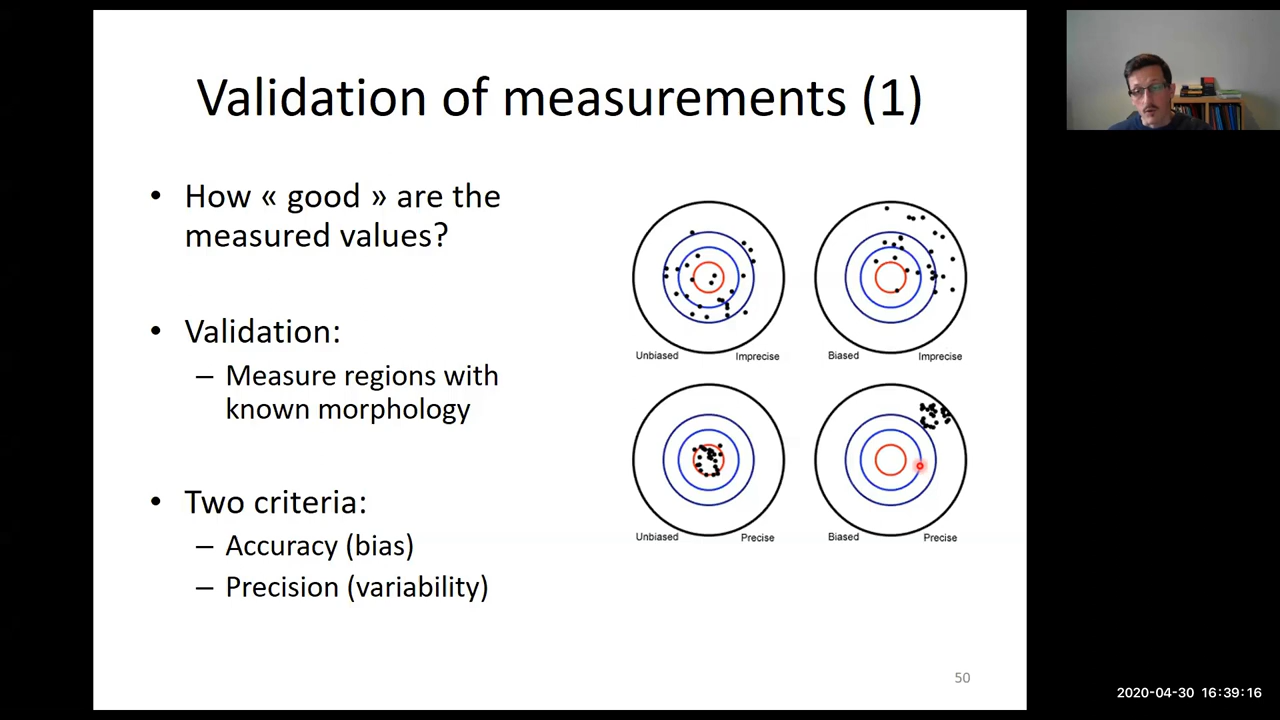 Validation of measurements (1)
• How « good » are the
measured values?
• Validation:
– Measure regions with
known morphology
• Two criteria:
– Accuracy (bias)
– Precision (variability)
Unbiased Imprecise
Biased Imprecise
Unbiased Precise
Biased Precise
50
2020-04-30 16:39:16